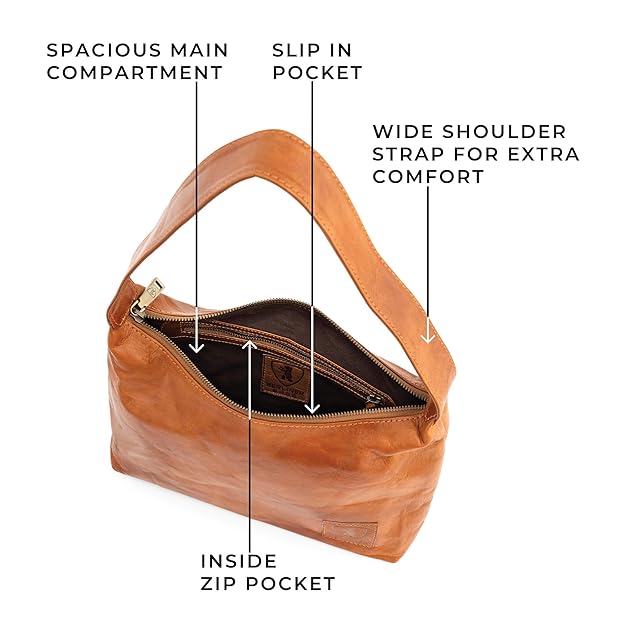 SPACIOUS MAIN
COMPARTMENT
SLIP IN
POCKET
WIDE SHOULDER
STRAP FOR EXTRA
COMFORT
INSIDE
ZIP POCKET